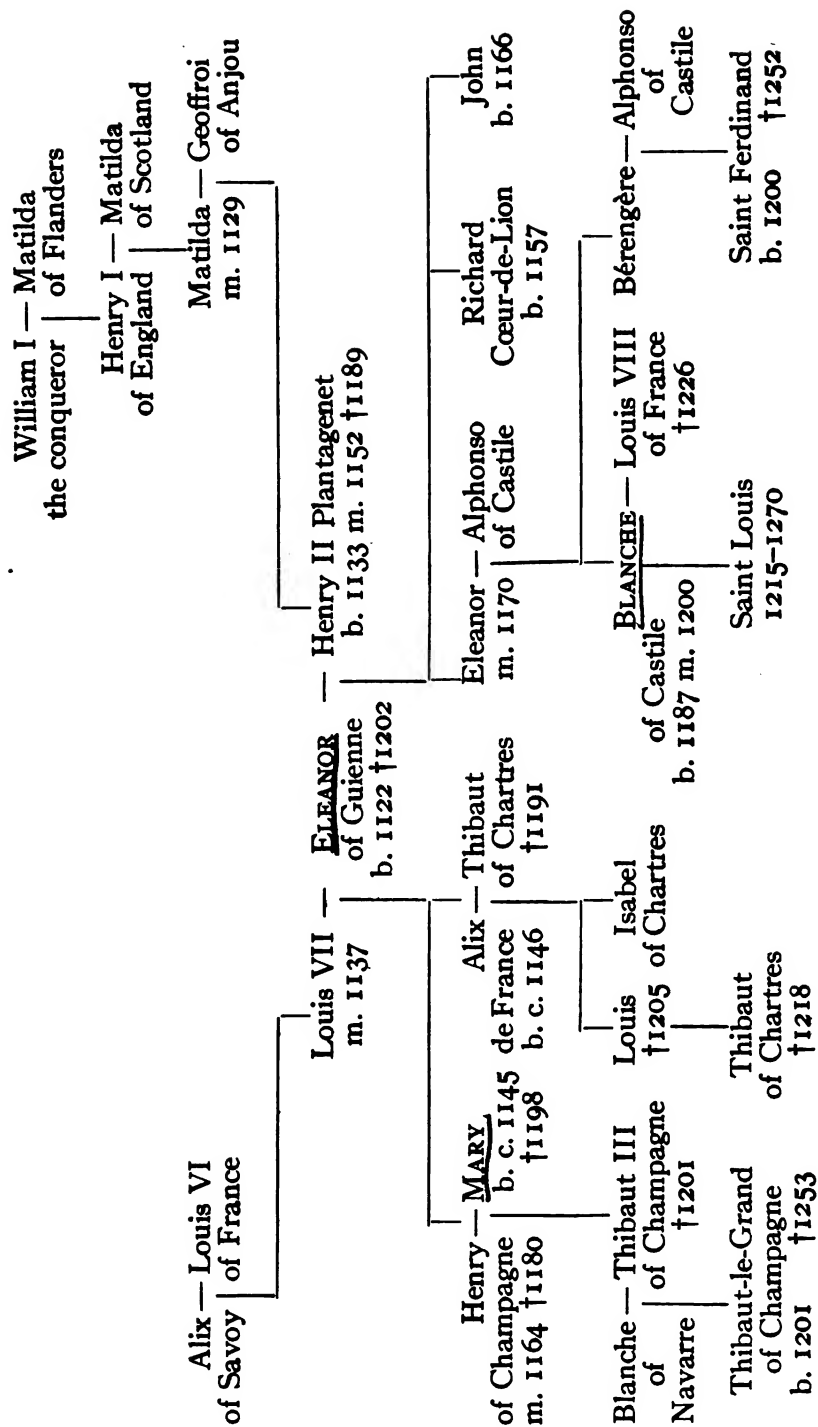 William I — Matilda
the conqueror of Flanders
Henry I — Matilda
of England of Scotland
Alix — Louis VI
of Savoy of France
Matilda — Geoffroi
m. 1129 of Anjou
Louis VII — ELEANOR — Henry II Plantagenet
m. 1137 of Guienne b. 1133 m. 1152 †1189
b. 1122 †1202
Henry — MARY Alix — Thibaut Eleanor — Alphonso Richard John
of Champagne b. c. 1145 de France of Chartres m. 1170 of Castile Cœur-de-Lion b. 1166
m. 1164 †1180 †1198 b. c. 1146 †1191 b. 1157
Blanche — Thibaut III Louis Isabel BLANCHE — Louis VIII Bérengère — Alphonso
of of Champagne †1205 of Chartres of Castile of France of
Navarre †1201 b. 1187 m. 1200 †1226 Castile
Thibaut-le-Grand Thibaut Saint Louis Saint Ferdinand
of Champagne of Chartres 1215–1270 b. 1200 †1252
b. 1201 †1253 †1218